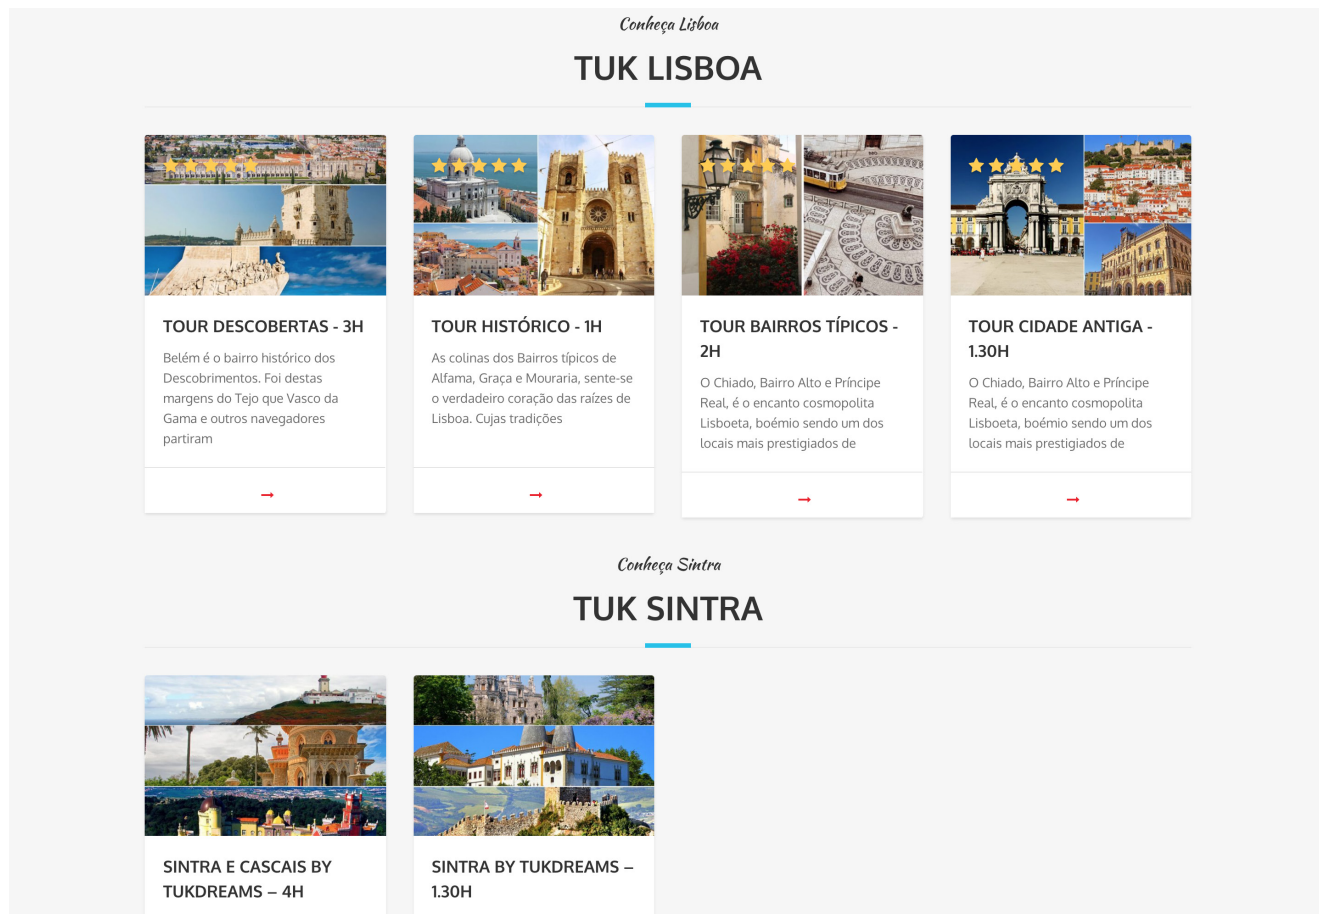 Conheça Lisboa
TUK LISBOA
TOUR DESCOBERTAS - 3H
Belém é o bairro histórico dos
Descobrimentos. Foi destas
margens do Tejo que Vasco da
Gama e outros navegadores
partiram
TOUR HISTÓRICO - 1H
As colinas dos Bairros típicos de
Alfama, Graça e Mouraria, sente-se
o verdadeiro coração das raízes de
Lisboa. Cujas tradições
TOUR BAIRROS TÍPICOS -
2H
O Chiado, Bairro Alto e Príncipe
Real, é o encanto cosmopolita
Lisboeta, boémio sendo um dos
locais mais prestigiados de
TOUR CIDADE ANTIGA -
1.30H
O Chiado, Bairro Alto e Príncipe
Real, é o encanto cosmopolita
Lisboeta, boémio sendo um dos
locais mais prestigiados de
Conheça Sintra
TUK SINTRA
SINTRA E CASCAIS BY
TUKDREAMS – 4H
SINTRA BY TUKDREAMS –
1.30H